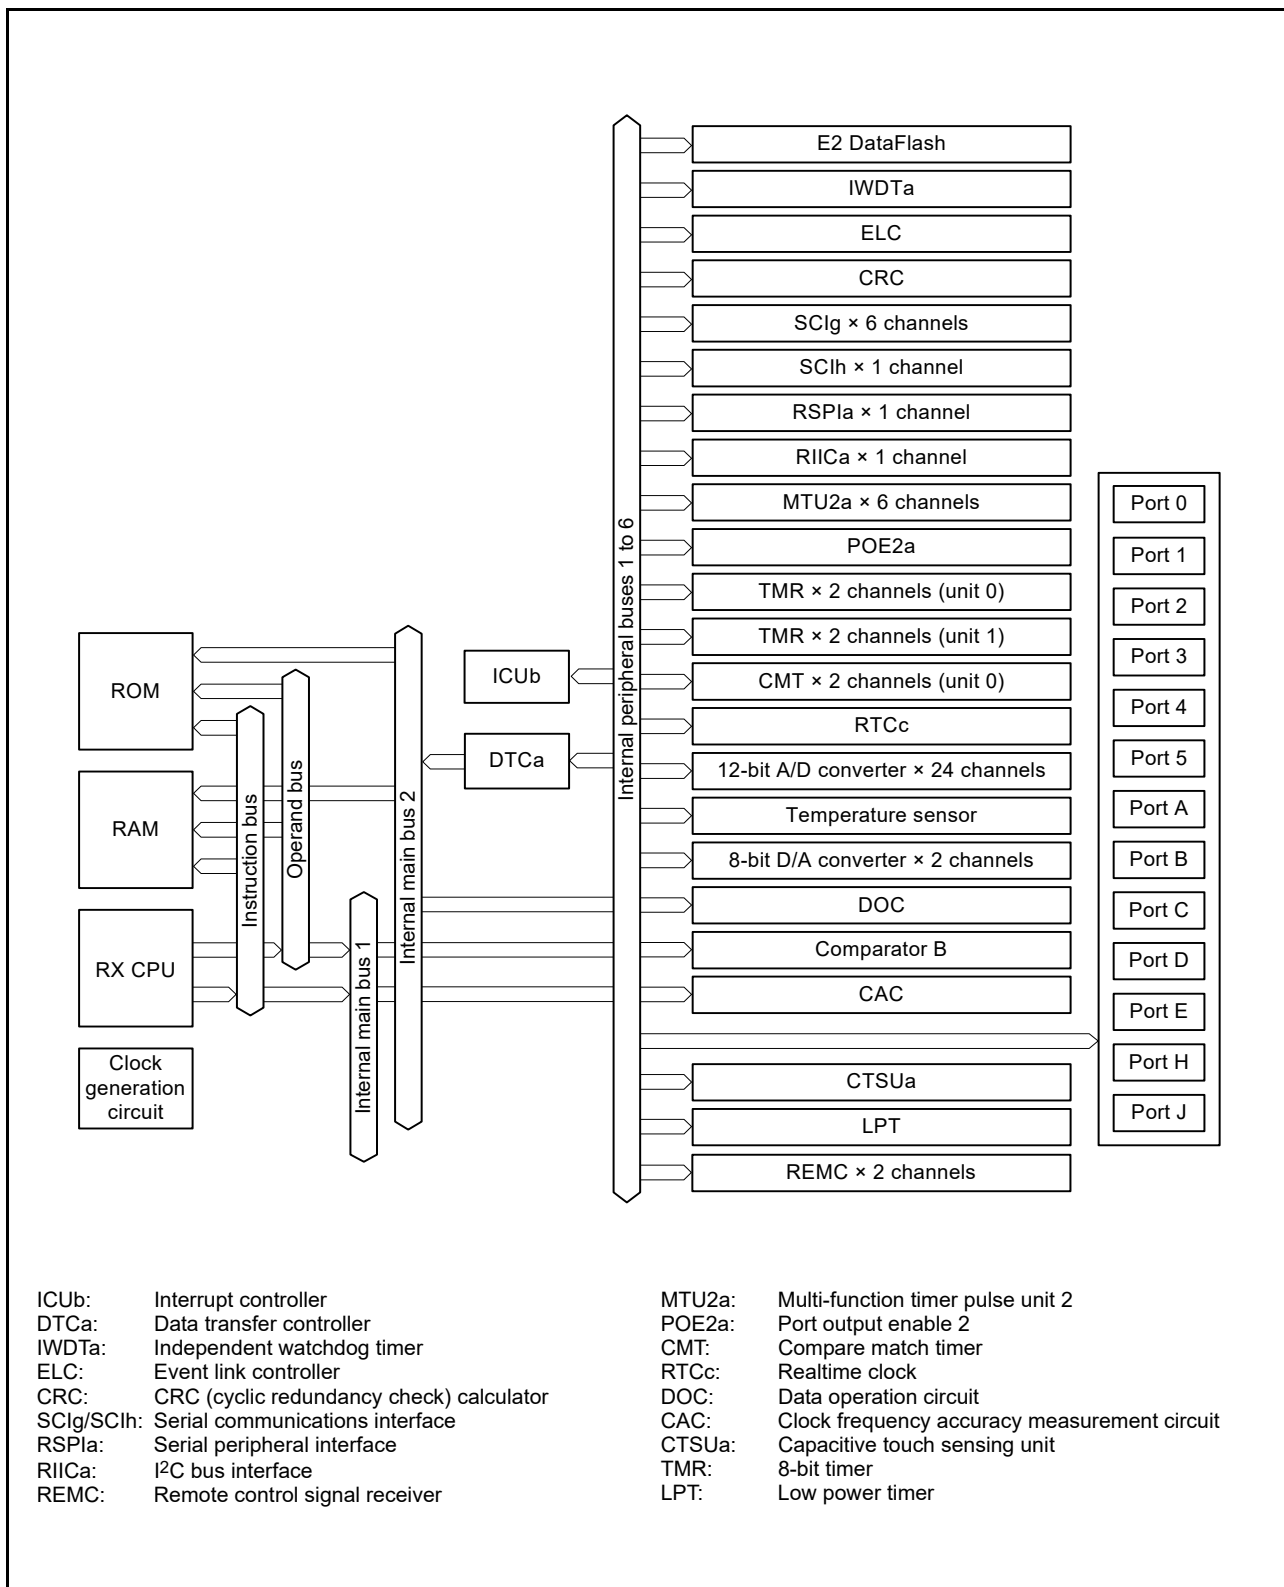 E2 DataFlash
IWDTa
ELC
CRC
SCIg × 6 channels
SCIh × 1 channel
RSPIa × 1 channel
RIICa × 1 channel
MTU2a × 6 channels
POE2a
TMR × 2 channels (unit 0)
TMR × 2 channels (unit 1)
CMT × 2 channels (unit 0)
RTCc
12-bit A/D converter × 24 channels
Temperature sensor
8-bit D/A converter × 2 channels
DOC
Comparator B
CAC
CTSUa
LPT
REMC × 2 channels
Port 0
Port 1
Port 2
Port 3
Port 4
Port 5
Port A
Port B
Port C
Port D
Port E
Port H
Port J
Internal peripheral buses 1 to 6
ICUb
DTCa
Internal main bus 2
Internal main bus 1
Operand bus
Instruction bus
ROM
RAM
RX CPU
Clock
generation
circuit
ICUb: Interrupt controller
DTCa: Data transfer controller
IWDTa: Independent watchdog timer
ELC: Event link controller
CRC: CRC (cyclic redundancy check) calculator
SCIg/SCIh: Serial communications interface
RSPIa: Serial peripheral interface
RIICa: I²C bus interface
REMC: Remote control signal receiver
MTU2a: Multi-function timer pulse unit 2
POE2a: Port output enable 2
CMT: Compare match timer
RTCc: Realtime clock
DOC: Data operation circuit
CAC: Clock frequency accuracy measurement circuit
CTSUa: Capacitive touch sensing unit
TMR: 8-bit timer
LPT: Low power timer